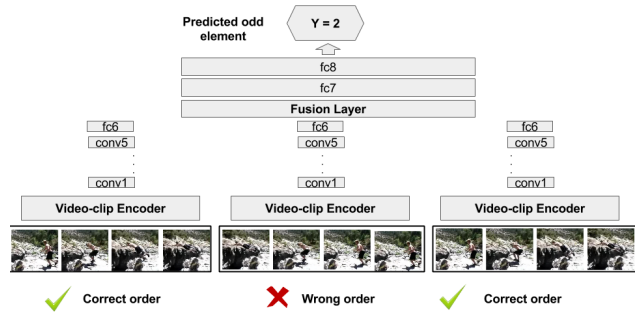 Predicted odd
element
Y = 2
fc8
fc7
Fusion Layer
fc6 fc6 fc6
conv5 conv5 conv5
conv1 conv1 conv1
Video-clip Encoder Video-clip Encoder Video-clip Encoder
Correct order Wrong order Correct order